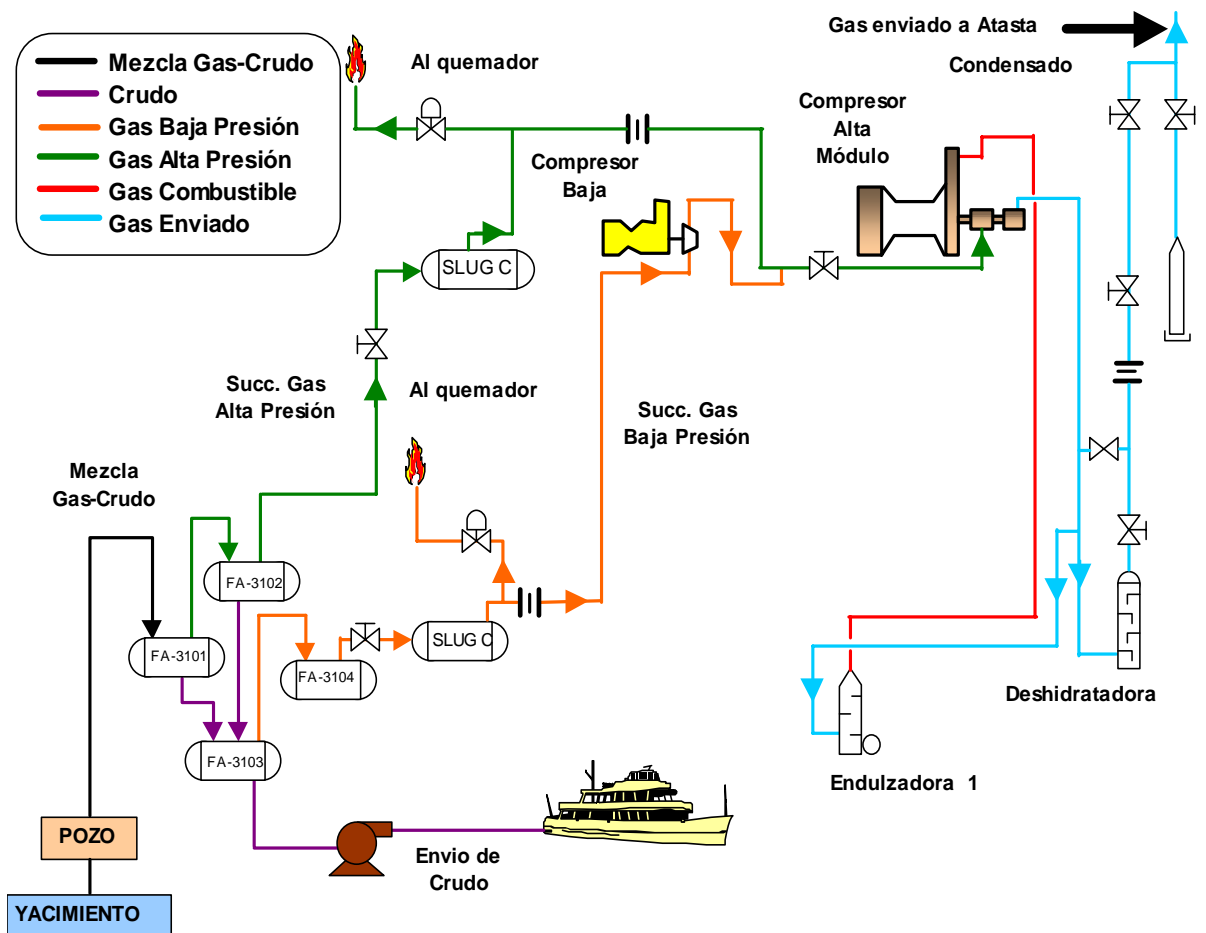 Mezcla Gas-Crudo
Crudo
Gas Baja Presión
Gas Alta Presión
Gas Combustible
Gas Enviado
Al quemador
Gas enviado a Atasta
Condensado
Compresor
Alta
Módulo
Compresor
Baja
SLUG C
Succ. Gas
Alta Presión
Al quemador
Succ. Gas
Baja Presión
Mezcla
Gas-Crudo
FA-3102
FA-3101
SLUG C
FA-3104
FA-3103
Deshidratadora
Endulzadora 1
POZO
Envio de
Crudo
YACIMIENTO